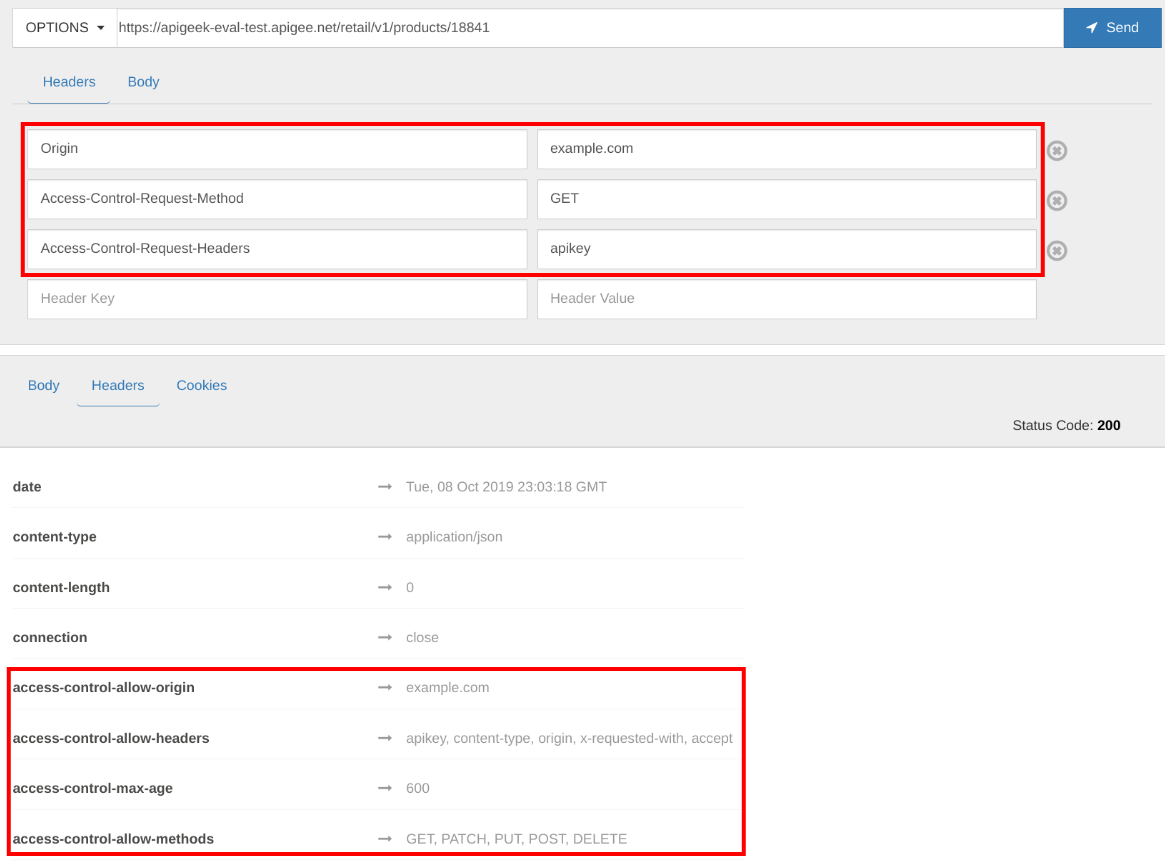 OPTIONS https://apigeek-eval-test.apigee.net/retail/v1/products/18841 Send
Headers Body
Origin example.com
Access-Control-Request-Method GET
Access-Control-Request-Headers apikey
Header Key Header Value
Body Headers Cookies
Status Code: 200
date Tue, 08 Oct 2019 23:03:18 GMT
content-type application/json
content-length 0
connection close
access-control-allow-origin example.com
access-control-allow-headers apikey, content-type, origin, x-requested-with, accept
access-control-max-age 600
access-control-allow-methods GET, PATCH, PUT, POST, DELETE